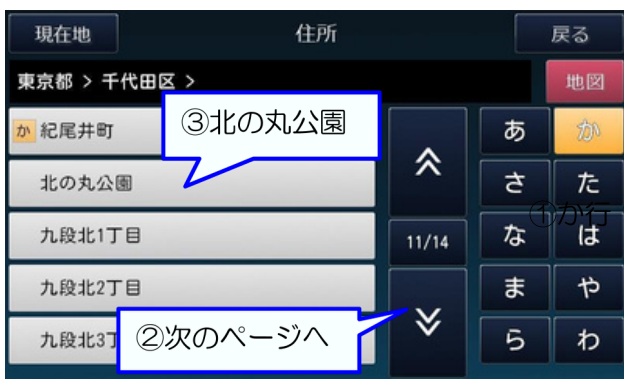 現在地 住所 戻る
東京都 > 千代田区 > 地図
か 紀尾井町
③北の丸公園
北の丸公園
九段北1丁目
九段北2丁目
九段北3丁
②次のページへ
11/14
あ か
さ た
①か行
な は
ま や
ら わ